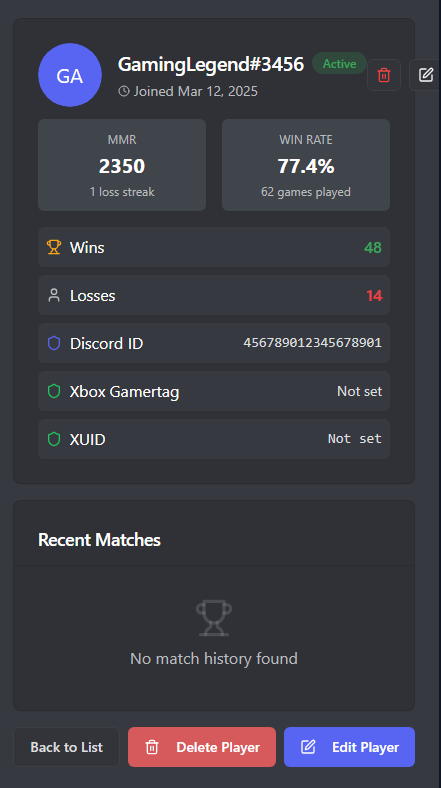 GA
GamingLegend#3456 Active
Joined Mar 12, 2025
MMR
2350
1 loss streak
WIN RATE
77.4%
62 games played
Wins 48
Losses 14
Discord ID 456789012345678901
Xbox Gamertag Not set
XUID Not set
Recent Matches
No match history found
Back to List Delete Player Edit Player